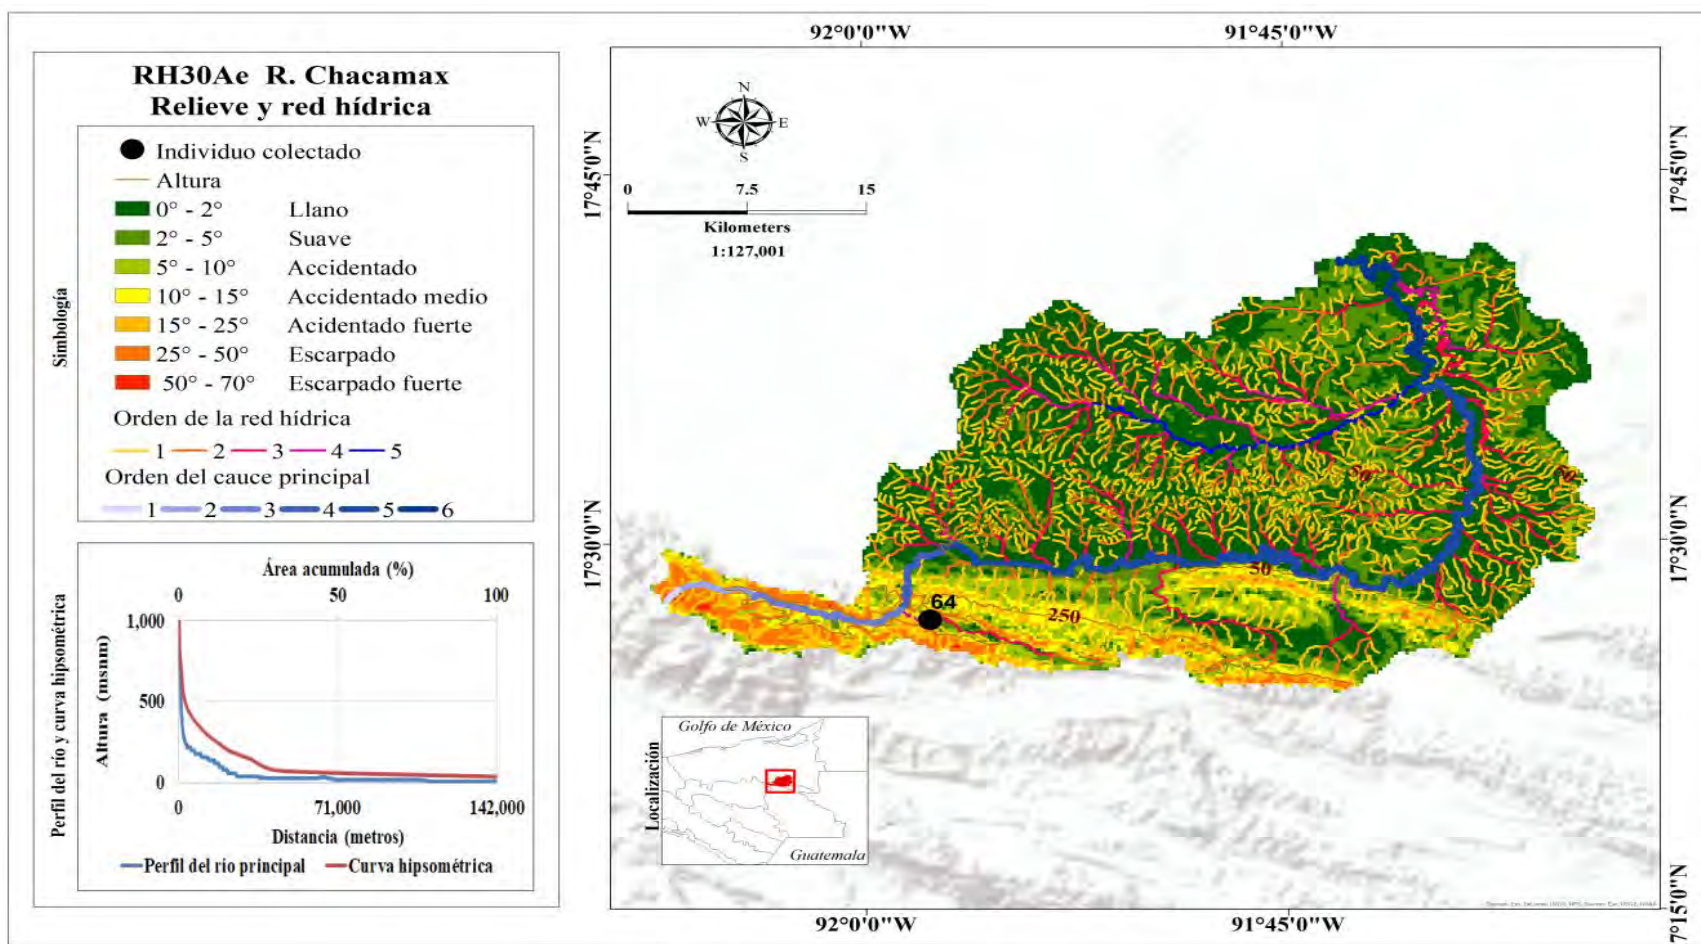 RH30Ae R. Chacamax
Relieve y red hídrica
Simbología
Individuo colectado
Altura
0° - 2° Llano
2° - 5° Suave
5° - 10° Accidentado
10° - 15° Accidentado medio
15° - 25° Acidentado fuerte
25° - 50° Escarpado
50° - 70° Escarpado fuerte
Orden de la red hídrica
1 2 3 4 5
Orden del cauce principal
1 2 3 4 5 6
Perfil del río y curva hipsométrica
Área acumulada (%)
0 50 100
Altura (msnm)
1,000
500
0
0 71,000 142,000
Distancia (metros)
Perfil del río principal Curva hipsométrica
92°0'0"W 91°45'0"W
N
W E
S
0 7.5 15
Kilometers
1:127,001
17°45'0"N
17°45'0"N
17°30'0"N
17°30'0"N
50
50
50
250
64
Localización
Golfo de México
Guatemala
92°0'0"W 91°45'0"W
17°15'0"N